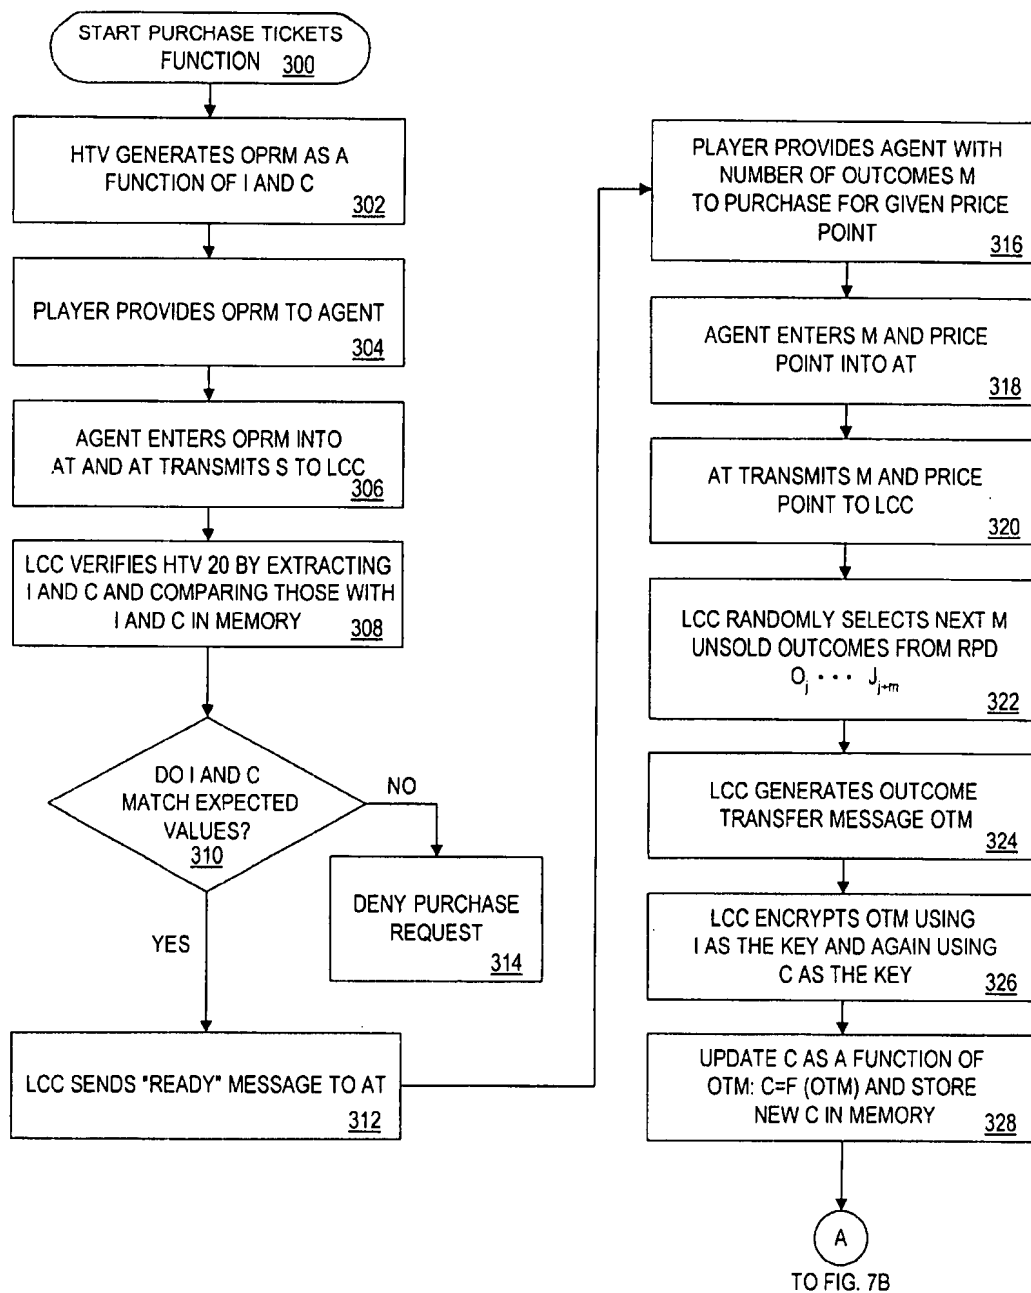 START PURCHASE TICKETS
FUNCTION 300
HTV GENERATES OPRM AS A
FUNCTION OF I AND C
302
PLAYER PROVIDES OPRM TO AGENT
304
AGENT ENTERS OPRM INTO
AT AND AT TRANSMITS S TO LCC
306
LCC VERIFIES HTV 20 BY EXTRACTING
I AND C AND COMPARING THOSE WITH
I AND C IN MEMORY
308
DO I AND C
MATCH EXPECTED
VALUES?
310
NO
DENY PURCHASE
REQUEST
314
YES
LCC SENDS "READY" MESSAGE TO AT
312
PLAYER PROVIDES AGENT WITH
NUMBER OF OUTCOMES M
TO PURCHASE FOR GIVEN PRICE
POINT
316
AGENT ENTERS M AND PRICE
POINT INTO AT
318
AT TRANSMITS M AND PRICE
POINT TO LCC
320
LCC RANDOMLY SELECTS NEXT M
UNSOLD OUTCOMES FROM RPD
Oj · · · Jj+m
322
LCC GENERATES OUTCOME
TRANSFER MESSAGE OTM
324
LCC ENCRYPTS OTM USING
I AS THE KEY AND AGAIN USING
C AS THE KEY
326
UPDATE C AS A FUNCTION OF
OTM: C=F (OTM) AND STORE
NEW C IN MEMORY
328
A
TO FIG. 7B